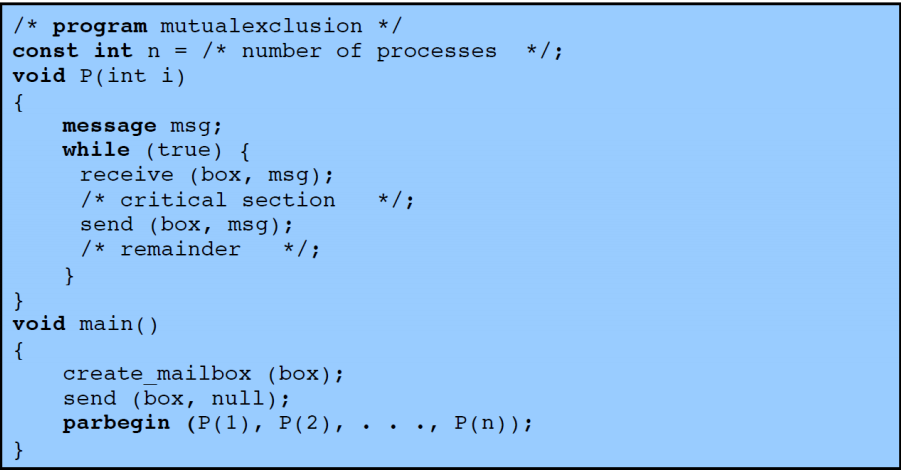 /* program mutualexclusion */
const int n = /* number of processes */;
void P(int i)
{
message msg;
while (true) {
receive (box, msg);
/* critical section */;
send (box, msg);
/* remainder */;
}
}
void main()
{
create_mailbox (box);
send (box, null);
parbegin (P(1), P(2), . . ., P(n));
}